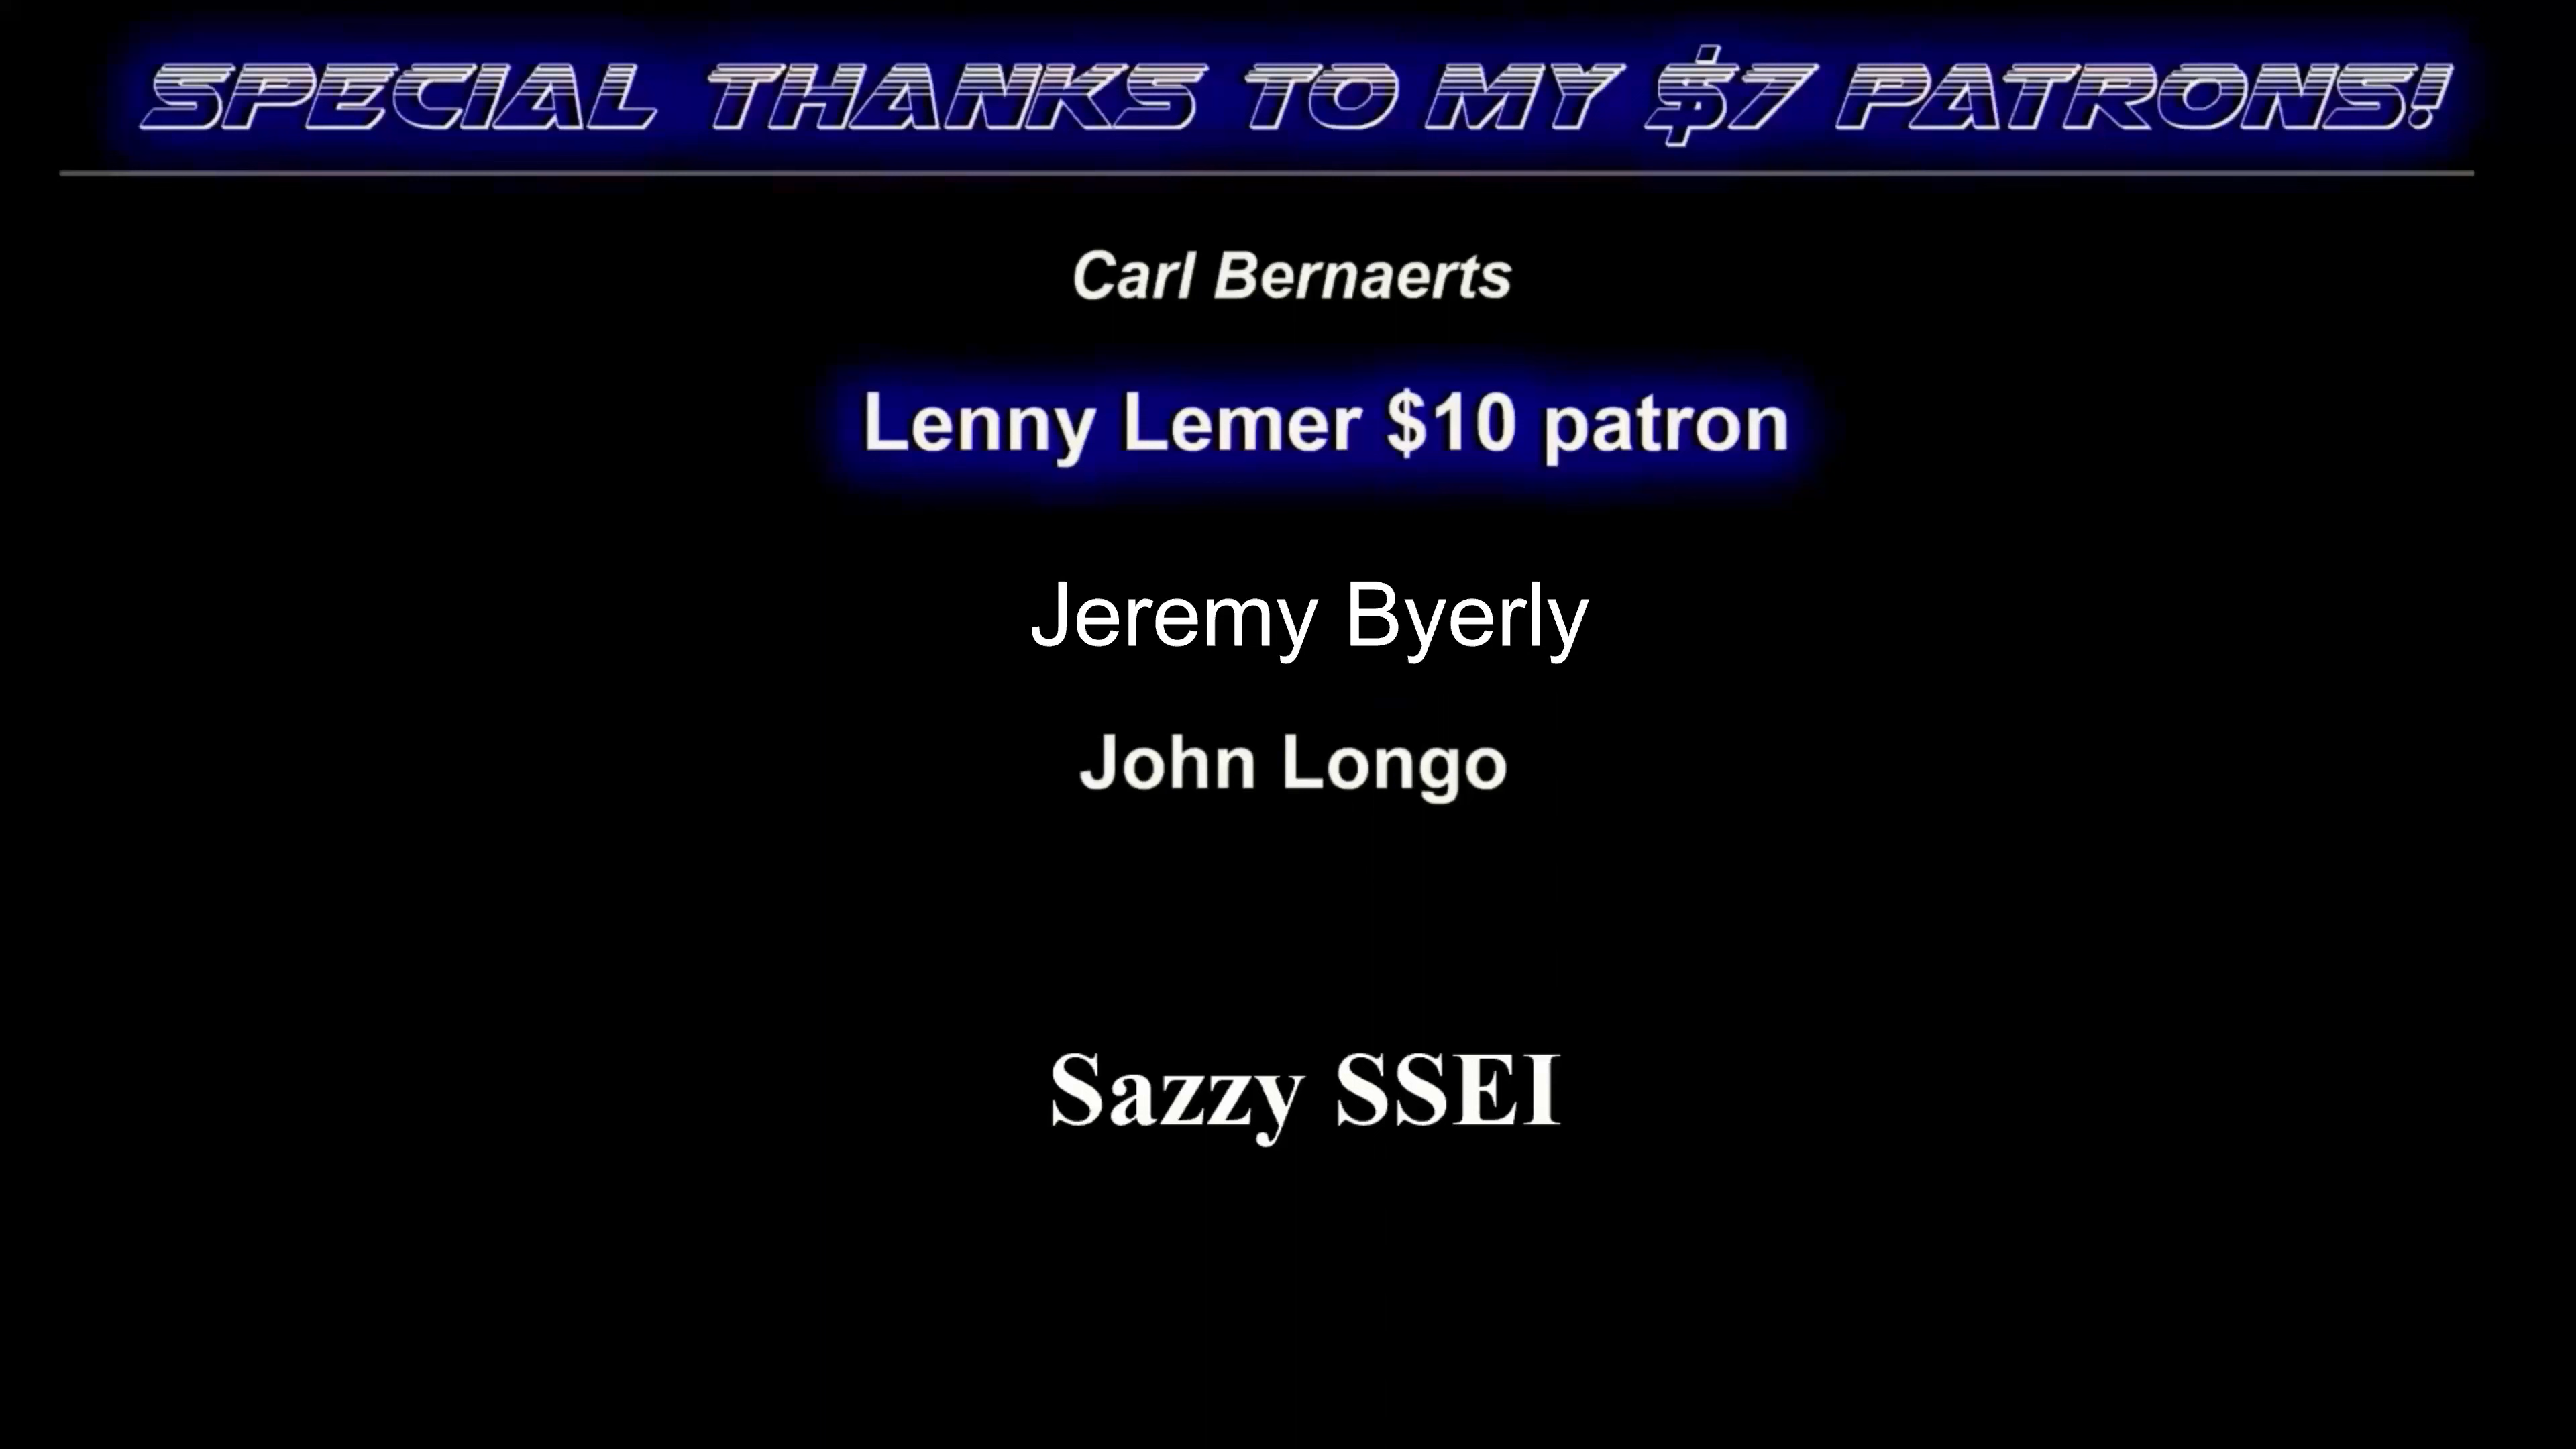 SPECIAL THANKS TO MY $7 PATRONS!
Carl Bernaerts
Lenny Lemer $10 patron
Jeremy Byerly
John Longo
Sazzy SSEI